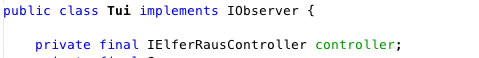 public class Tui implements IObserver {
private final IElferRausController controller;